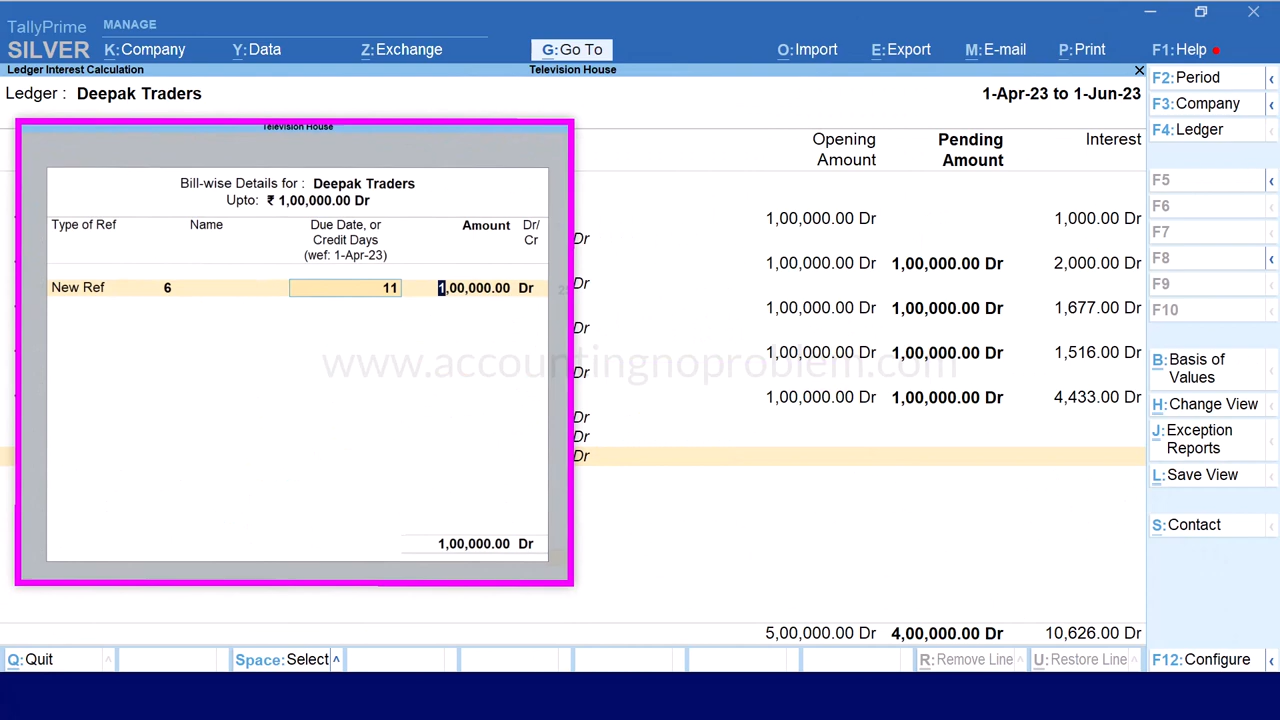 TallyPrime MANAGE
SILVER K:Company Y:Data Z:Exchange G:Go To O:Import E:Export M:E-mail P:Print F1:Help
Ledger Interest Calculation Television House
Ledger : Deepak Traders 1-Apr-23 to 1-Jun-23
Opening Amount Pending Amount Interest
1,00,000.00 Dr 1,000.00 Dr
Dr
1,00,000.00 Dr 1,00,000.00 Dr 2,000.00 Dr
Dr
1,00,000.00 Dr 1,00,000.00 Dr 1,677.00 Dr
Dr
1,00,000.00 Dr 1,00,000.00 Dr 1,516.00 Dr
Dr
1,00,000.00 Dr 1,00,000.00 Dr 4,433.00 Dr
Dr
Dr
Dr
5,00,000.00 Dr 4,00,000.00 Dr 10,626.00 Dr
Television House
Bill-wise Details for : Deepak Traders
Upto: ₹ 1,00,000.00 Dr
Type of Ref Name Due Date, or Amount Dr/
Credit Days Cr
(wef: 1-Apr-23)
New Ref 6 11 1,00,000.00 Dr
1,00,000.00 Dr
www.accountingnoproblem.com
F2:Period
F3:Company
F4:Ledger
F5
F6
F7
F8
F9
F10
B:Basis of
Values
H:Change View
J:Exception
Reports
L:Save View
S:Contact
Q:Quit Space:Select R:Remove Line U:Restore Line F12:Configure